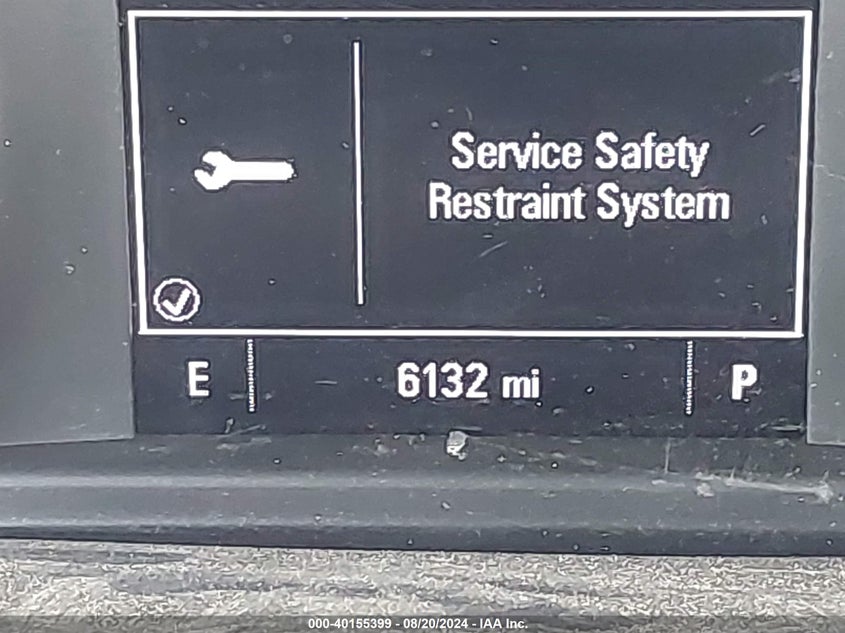 Service Safety
Restraint System
E 6132 mi P
000-40155399 - 08/20/2024 - IAA Inc.